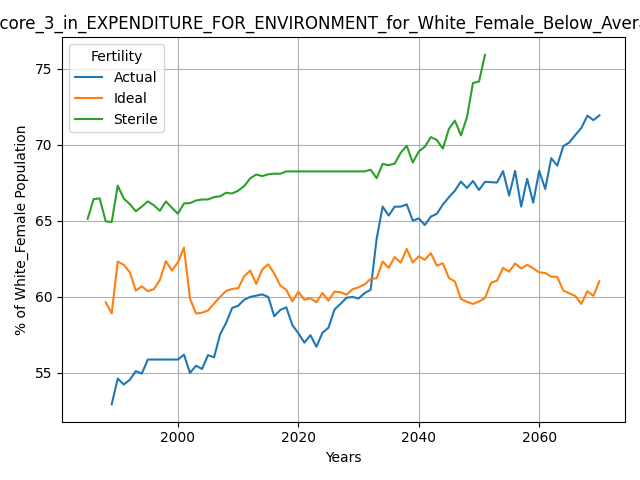 core_3_in_EXPENDITURE_FOR_ENVIRONMENT_for_White_Female_Below_Avera
Fertility
Actual
Ideal
Sterile
% of White_Female Population
75
70
65
60
55
2000
2020
2040
2060
Years